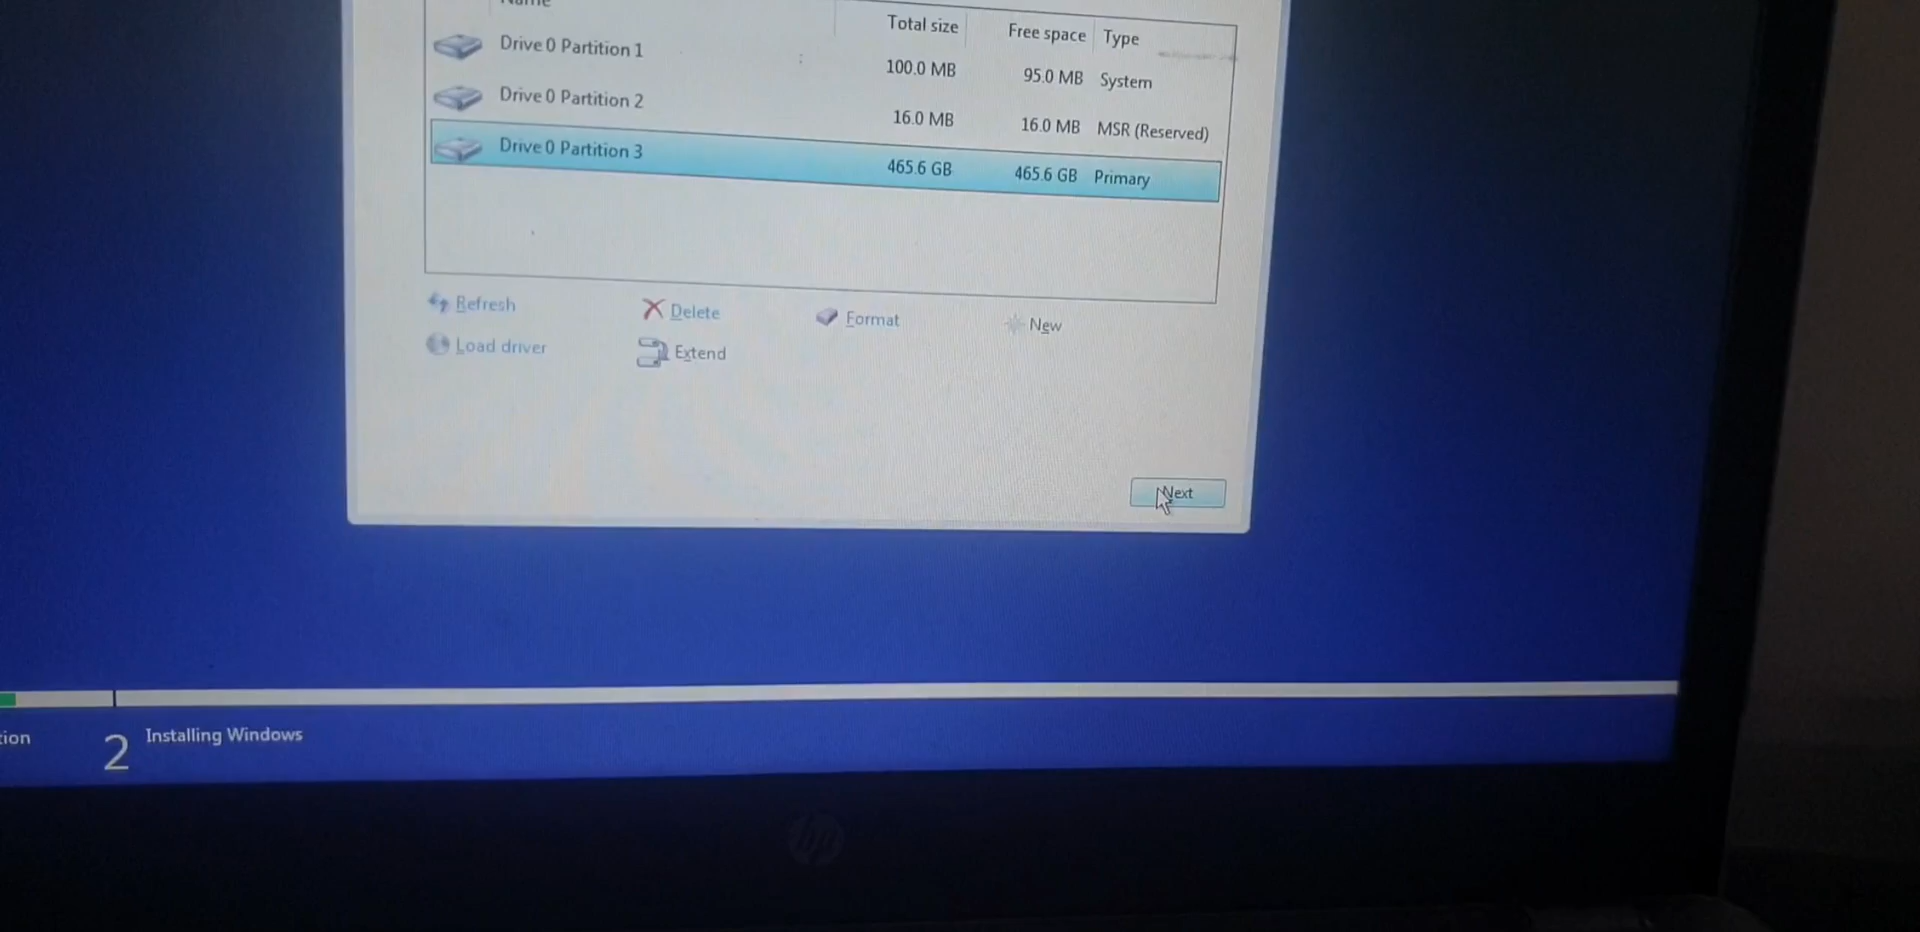 Name Total size Free space Type
Drive 0 Partition 1 100.0 MB 95.0 MB System
Drive 0 Partition 2 16.0 MB 16.0 MB MSR (Reserved)
Drive 0 Partition 3 465.6 GB 465.6 GB Primary
Refresh Delete Format New
Load driver Extend
Next
tion 2 Installing Windows
hp